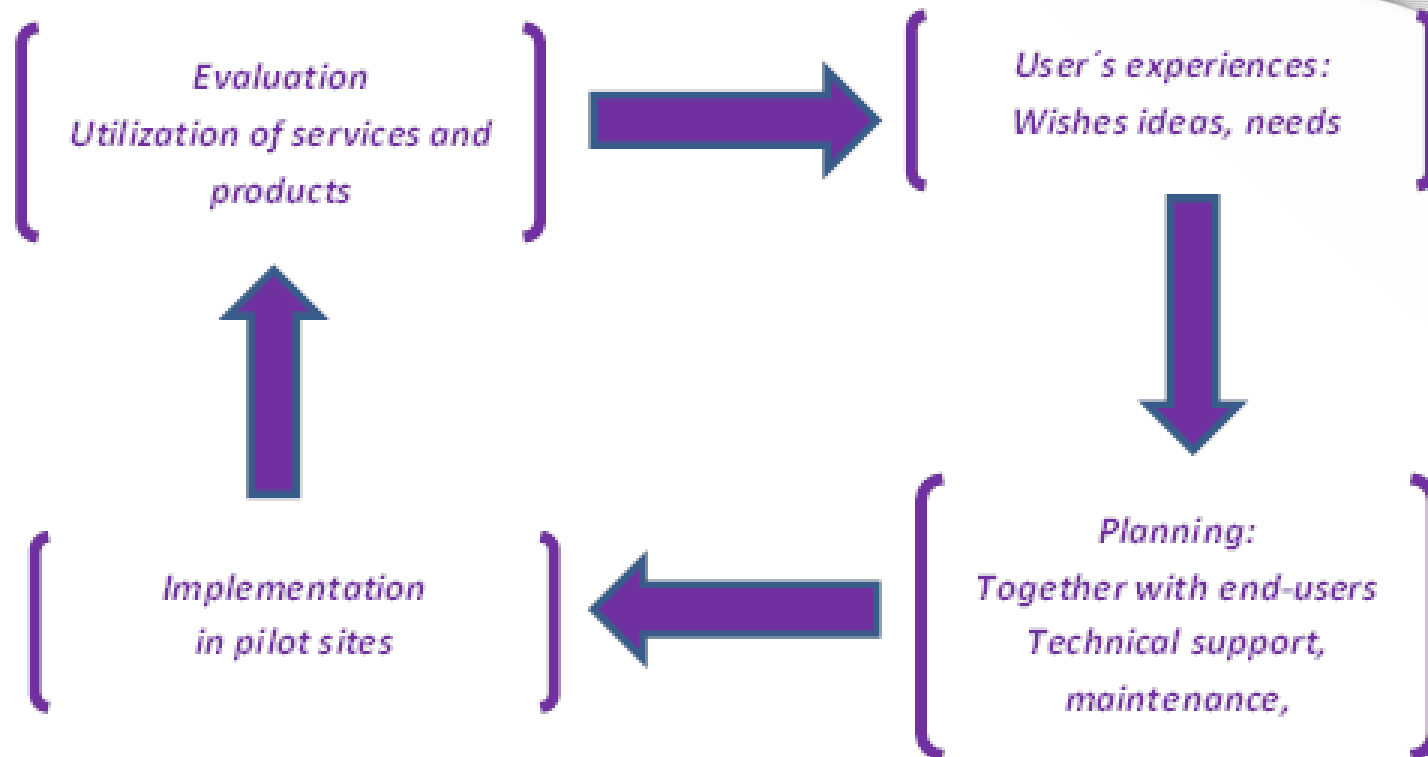 Evaluation
Utilization of services and
products
User´s experiences:
Wishes ideas, needs
Planning:
Together with end-users
Technical support,
maintenance,
Implementation
in pilot sites